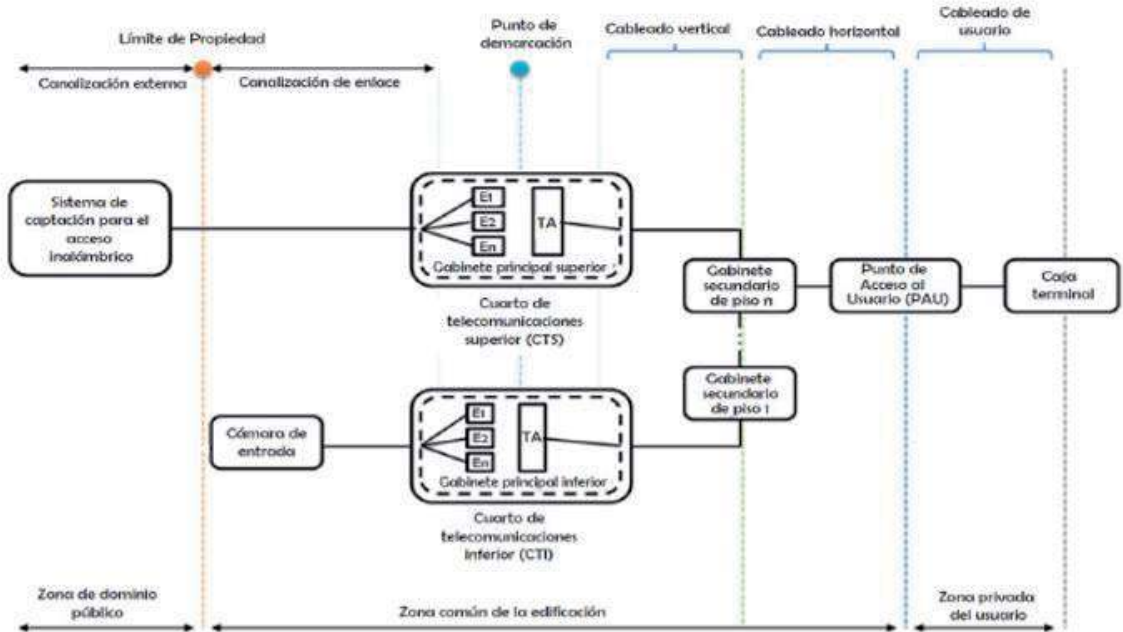 Límite de Propiedad
Punto de
demarcación
Cableado vertical
Cableado horizontal
Cableado de
usuario
Canalización externa
Canalización de enlace
Sistema de
captación para el
acceso
inalámbrico
E1
E2
En
TA
Gabinete principal superior
Cuarto de
telecomunicaciones
superior (CTS)
Gabinete
secundario
de piso n
Punto de
Acceso al
Usuario (PAU)
Caja
terminal
Gabinete
secundario
de piso 1
Cámara de
entrada
E1
E2
En
TA
Gabinete principal inferior
Cuarto de
telecomunicaciones
inferior (CTI)
Zona de dominio
público
Zona común de la edificación
Zona privada
del usuario